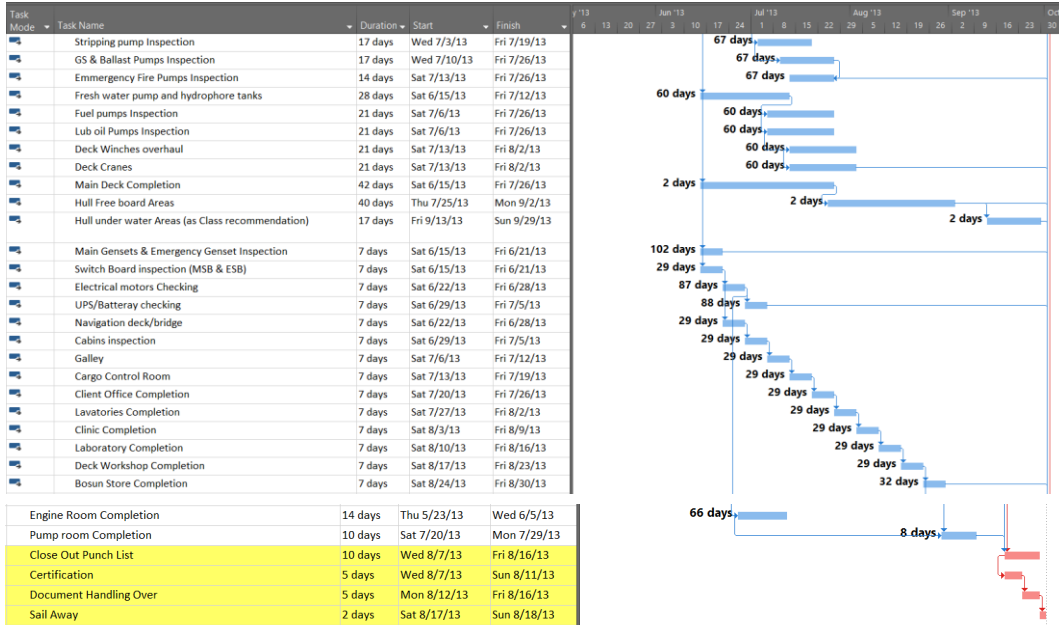 Task Mode Task Name Duration Start Finish
y '13 Jun '13 Jul '13 Aug '13 Sep '13 Oc
6 13 20 27 3 10 17 24 1 8 15 22 29 5 12 19 26 2 9 16 23 30
Stripping pump Inspection 17 days Wed 7/3/13 Fri 7/19/13 67 days
GS & Ballast Pumps Inspection 17 days Wed 7/10/13 Fri 7/26/13 67 days
Emmergency Fire Pumps Inspection 14 days Sat 7/13/13 Fri 7/26/13 67 days
Fresh water pump and hydrophore tanks 28 days Sat 6/15/13 Fri 7/12/13 60 days
Fuel pumps Inspection 21 days Sat 7/6/13 Fri 7/26/13 60 days
Lub oil Pumps Inspection 21 days Sat 7/6/13 Fri 7/26/13 60 days
Deck Winches overhaul 21 days Sat 7/13/13 Fri 8/2/13 60 days
Deck Cranes 21 days Sat 7/13/13 Fri 8/2/13 60 days
Main Deck Completion 42 days Sat 6/15/13 Fri 7/26/13 2 days
Hull Free board Areas 40 days Thu 7/25/13 Mon 9/2/13 2 days
Hull under water Areas (as Class recommendation) 17 days Fri 9/13/13 Sun 9/29/13 2 days
Main Gensets & Emergency Genset Inspection 7 days Sat 6/15/13 Fri 6/21/13 102 days
Switch Board inspection (MSB & ESB) 7 days Sat 6/15/13 Fri 6/21/13 29 days
Electrical motors Checking 7 days Sat 6/22/13 Fri 6/28/13 87 days
UPS/Batteray checking 7 days Sat 6/29/13 Fri 7/5/13 88 days
Navigation deck/bridge 7 days Sat 6/22/13 Fri 6/28/13 29 days
Cabins inspection 7 days Sat 6/29/13 Fri 7/5/13 29 days
Galley 7 days Sat 7/6/13 Fri 7/12/13 29 days
Cargo Control Room 7 days Sat 7/13/13 Fri 7/19/13 29 days
Client Office Completion 7 days Sat 7/20/13 Fri 7/26/13 29 days
Lavatories Completion 7 days Sat 7/27/13 Fri 8/2/13 29 days
Clinic Completion 7 days Sat 8/3/13 Fri 8/9/13 29 days
Laboratory Completion 7 days Sat 8/10/13 Fri 8/16/13 29 days
Deck Workshop Completion 7 days Sat 8/17/13 Fri 8/23/13 29 days
Bosun Store Completion 7 days Sat 8/24/13 Fri 8/30/13 32 days
Engine Room Completion 14 days Thu 5/23/13 Wed 6/5/13 66 days
Pump room Completion 10 days Sat 7/20/13 Mon 7/29/13 8 days
Close Out Punch List 10 days Wed 8/7/13 Fri 8/16/13
Certification 5 days Wed 8/7/13 Sun 8/11/13
Document Handling Over 5 days Mon 8/12/13 Fri 8/16/13
Sail Away 2 days Sat 8/17/13 Sun 8/18/13